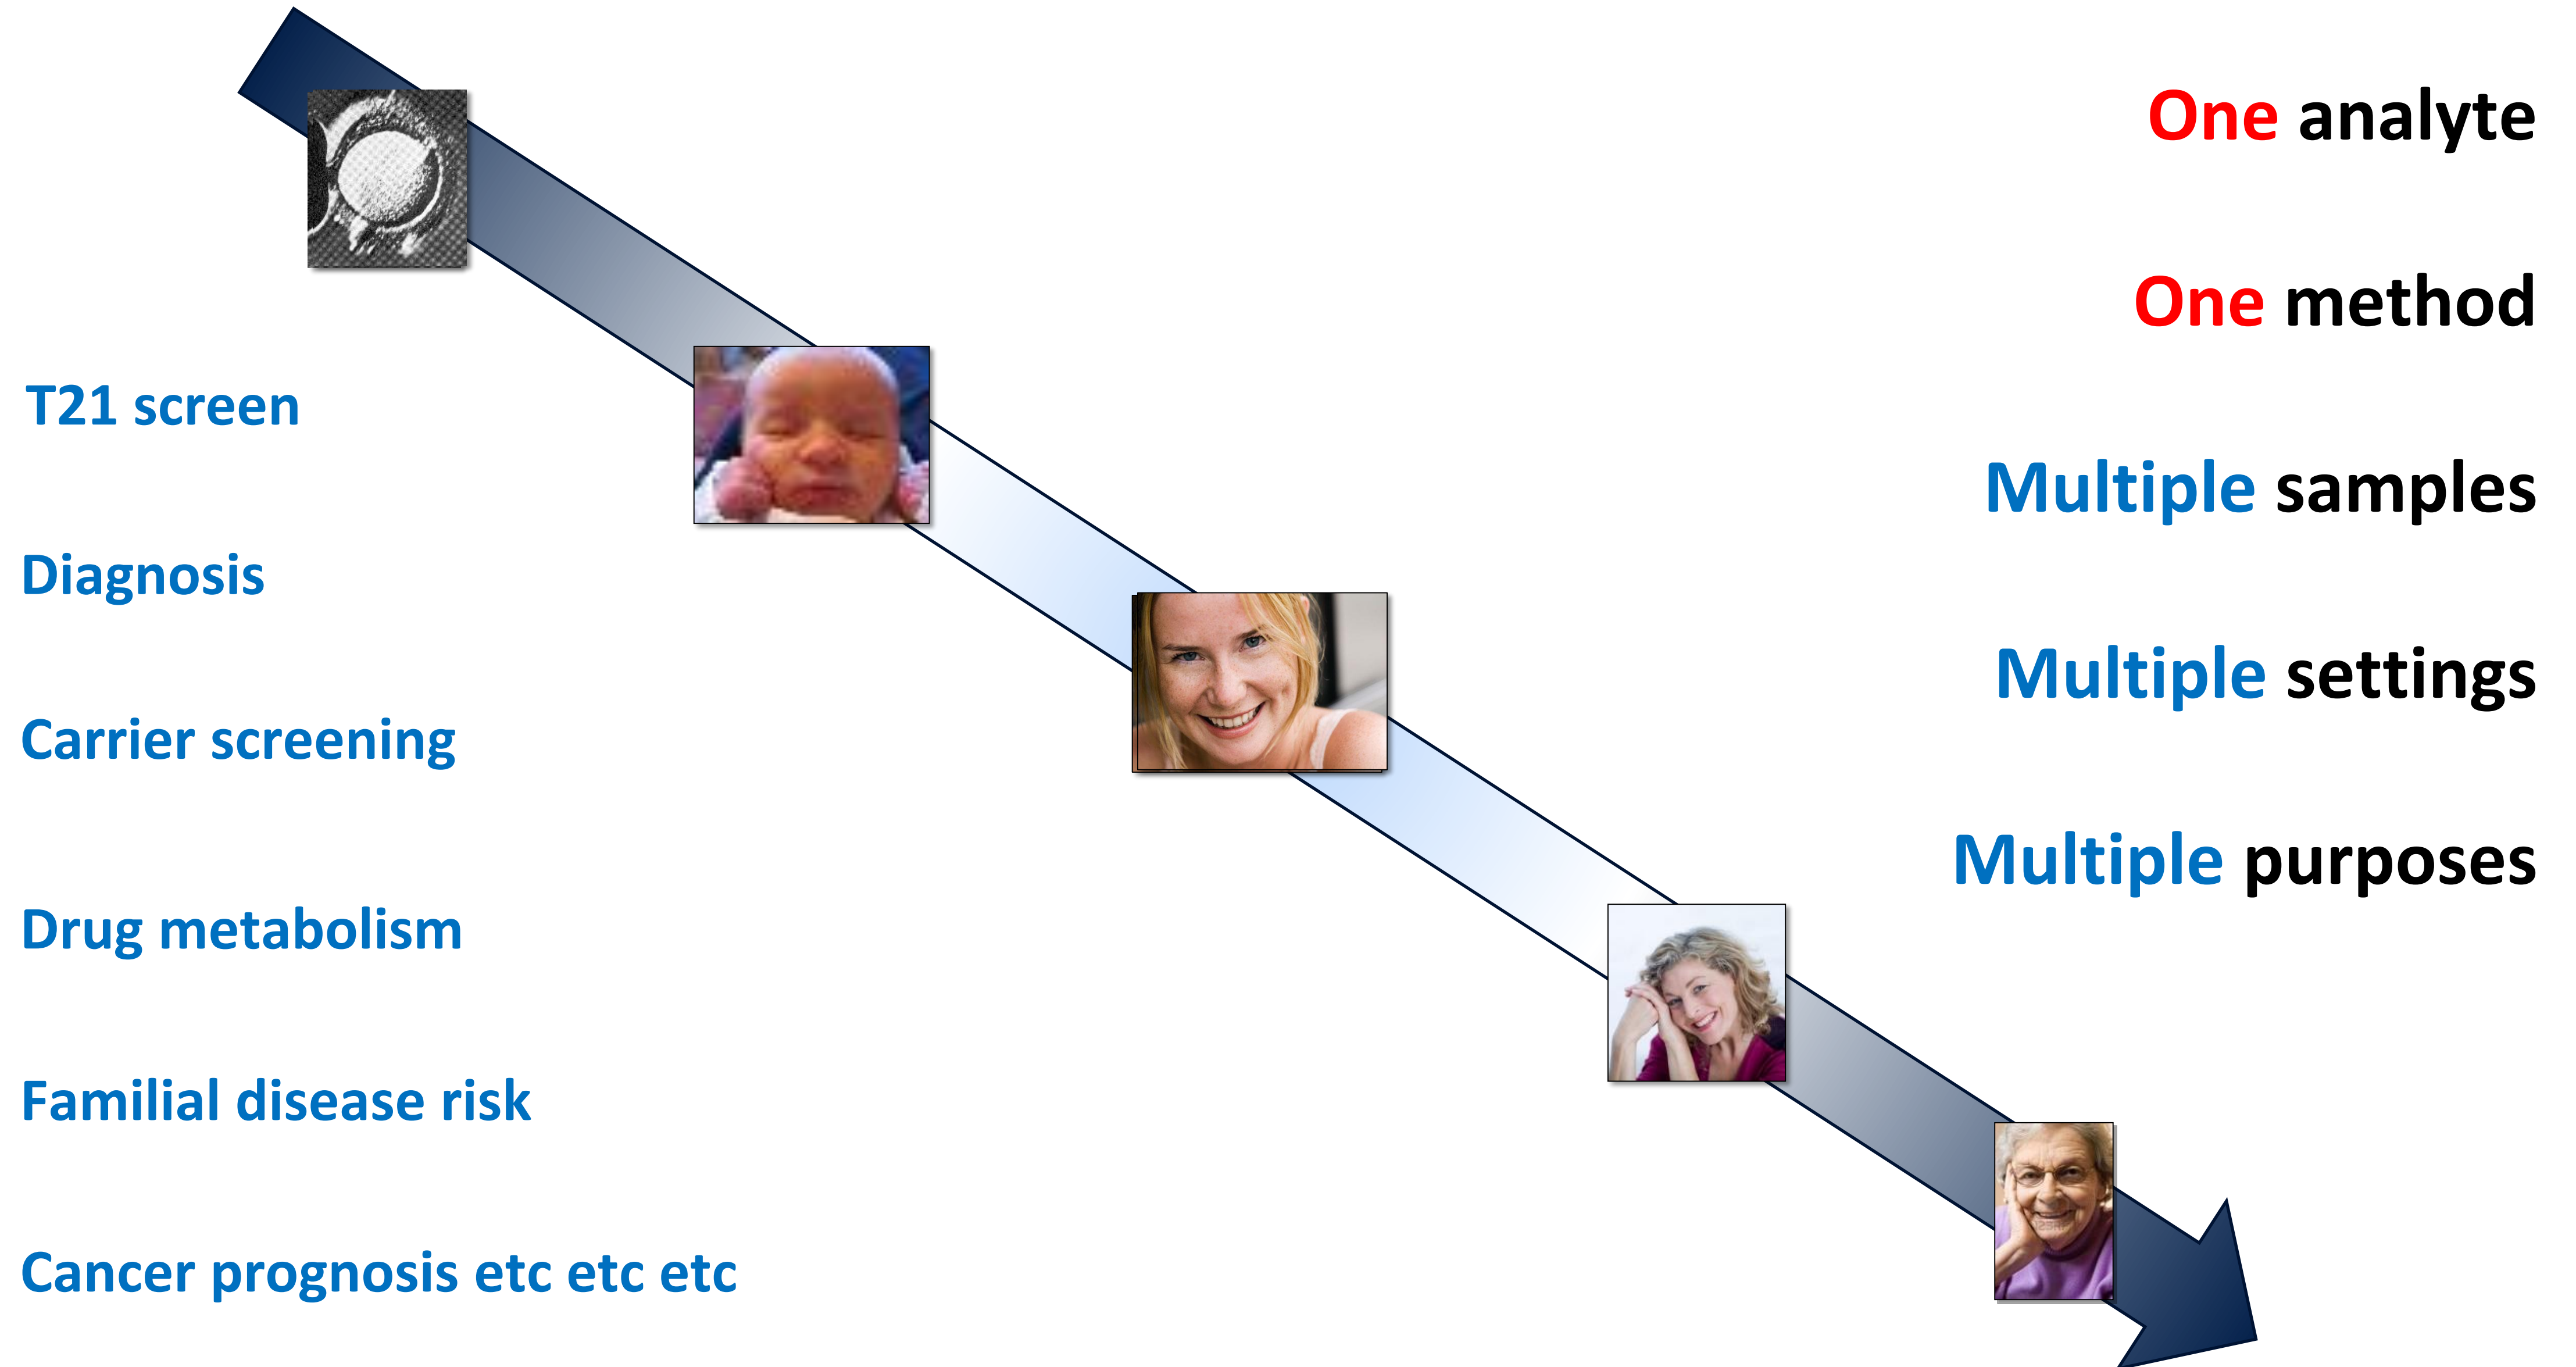 T21 screen
Diagnosis
Carrier screening
Drug metabolism
Familial disease risk
Cancer prognosis etc etc etc
One analyte
One method
Multiple samples
Multiple settings
Multiple purposes